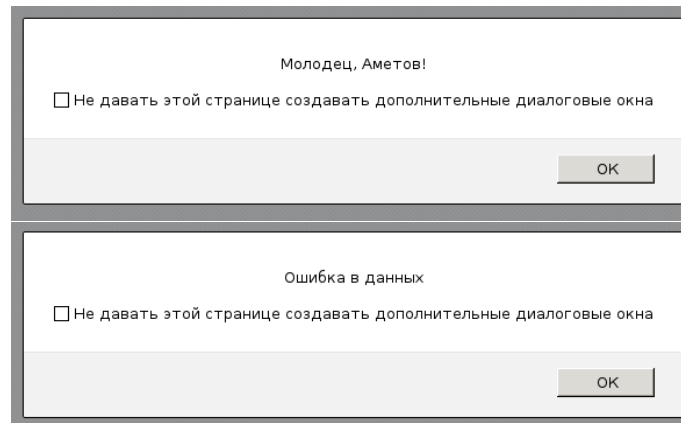 Молодец, Аметов!
Не давать этой странице создавать дополнительные диалоговые окна
OK
Ошибка в данных
Не давать этой странице создавать дополнительные диалоговые окна
OK